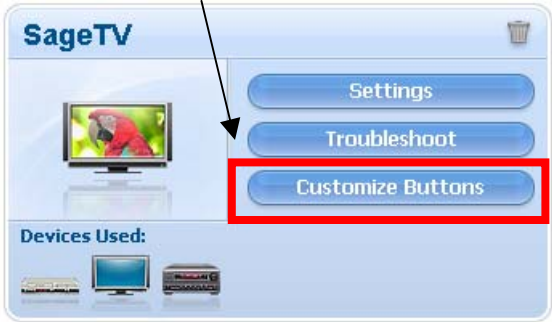 SageTV
Settings
Troubleshoot
Customize Buttons
Devices Used: